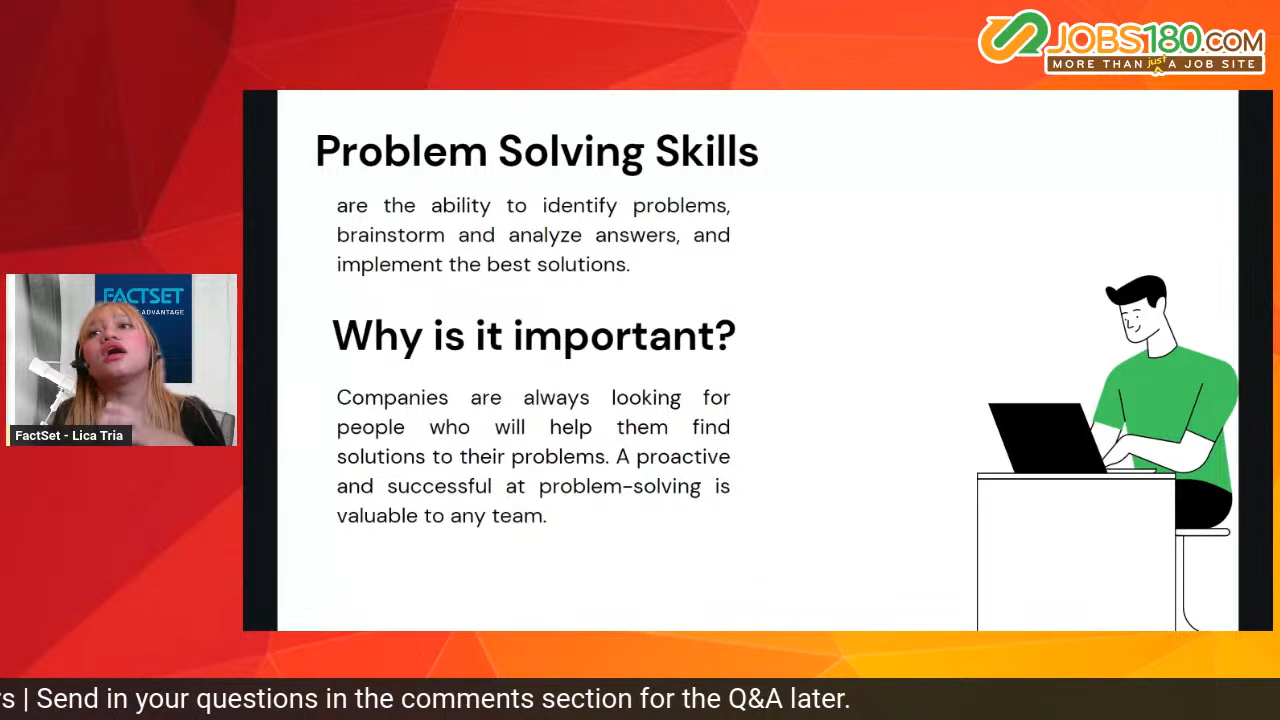 JOBS180.COM
MORE THAN just A JOB SITE
Problem Solving Skills
are the ability to identify problems,
brainstorm and analyze answers, and
implement the best solutions.
Why is it important?
Companies are always looking for
people who will help them find
solutions to their problems. A proactive
and successful at problem-solving is
valuable to any team.
FACTSET
ADVANTAGE
FactSet - Lica Tria
| Send in your questions in the comments section for the Q&A later.